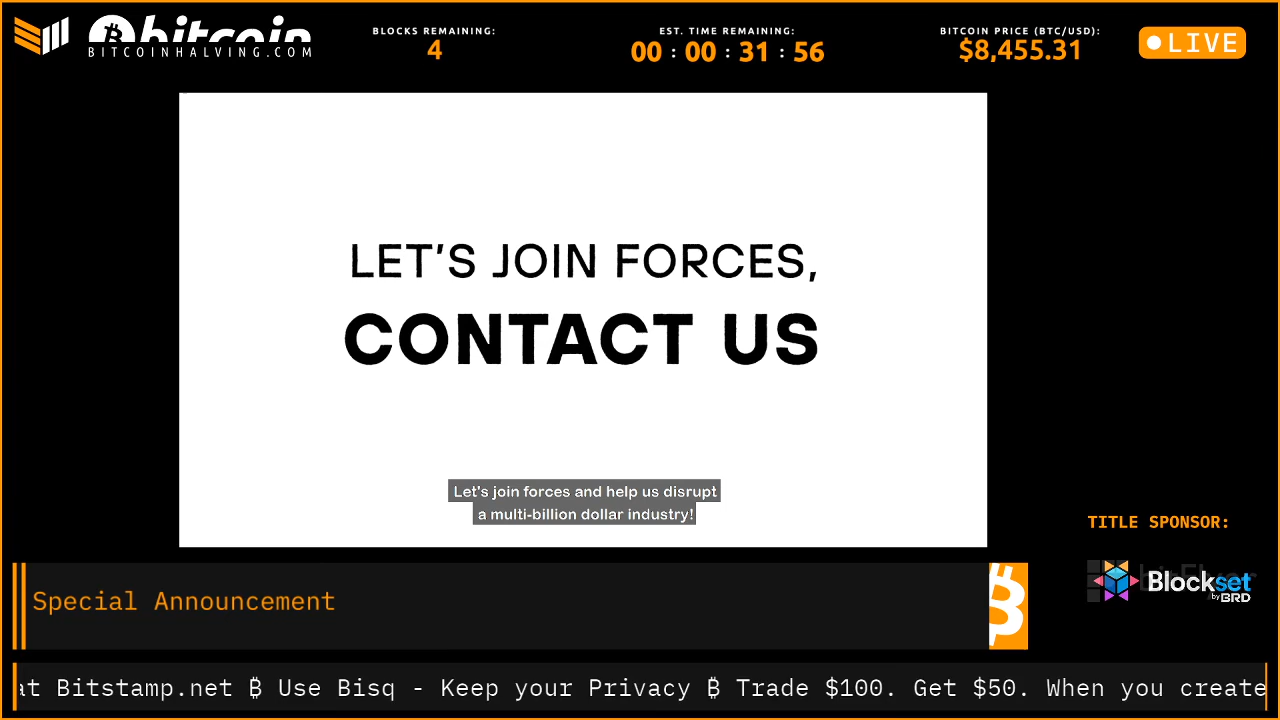 bitcoin
BITCOINHALVING.COM
BLOCKS REMAINING:
4
EST. TIME REMAINING:
00 : 00 : 31 : 56
BITCOIN PRICE (BTC/USD):
$8,455.31
LIVE
LET'S JOIN FORCES,
CONTACT US
Let's join forces and help us disrupt
a multi-billion dollar industry!
TITLE SPONSOR:
Blockset
by BRD
Special Announcement
at Bitstamp.net ₿ Use Bisq - Keep your Privacy ₿ Trade $100. Get $50. When you create